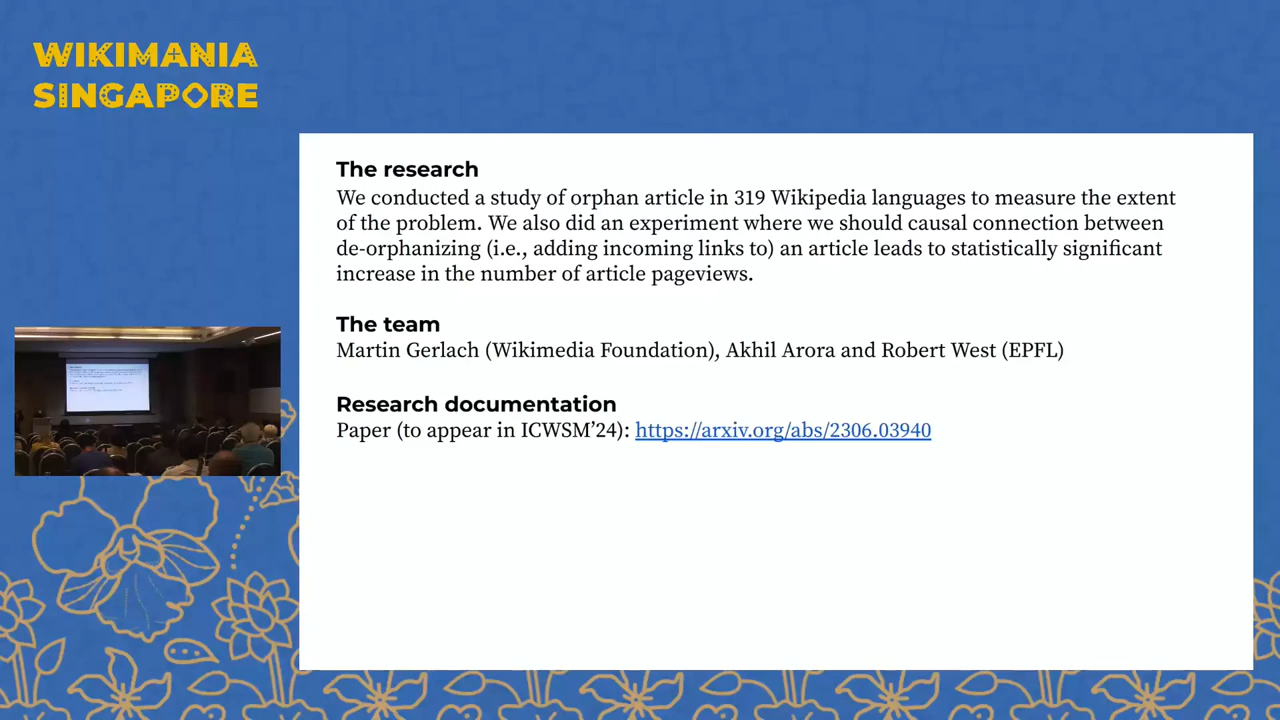 WIKIMANIA
SINGAPORE
The research
We conducted a study of orphan article in 319 Wikipedia languages to measure the extent
of the problem. We also did an experiment where we should causal connection between
de-orphanizing (i.e., adding incoming links to) an article leads to statistically significant
increase in the number of article pageviews.
The team
Martin Gerlach (Wikimedia Foundation), Akhil Arora and Robert West (EPFL)
Research documentation
Paper (to appear in ICWSM’24): https://arxiv.org/abs/2306.03940